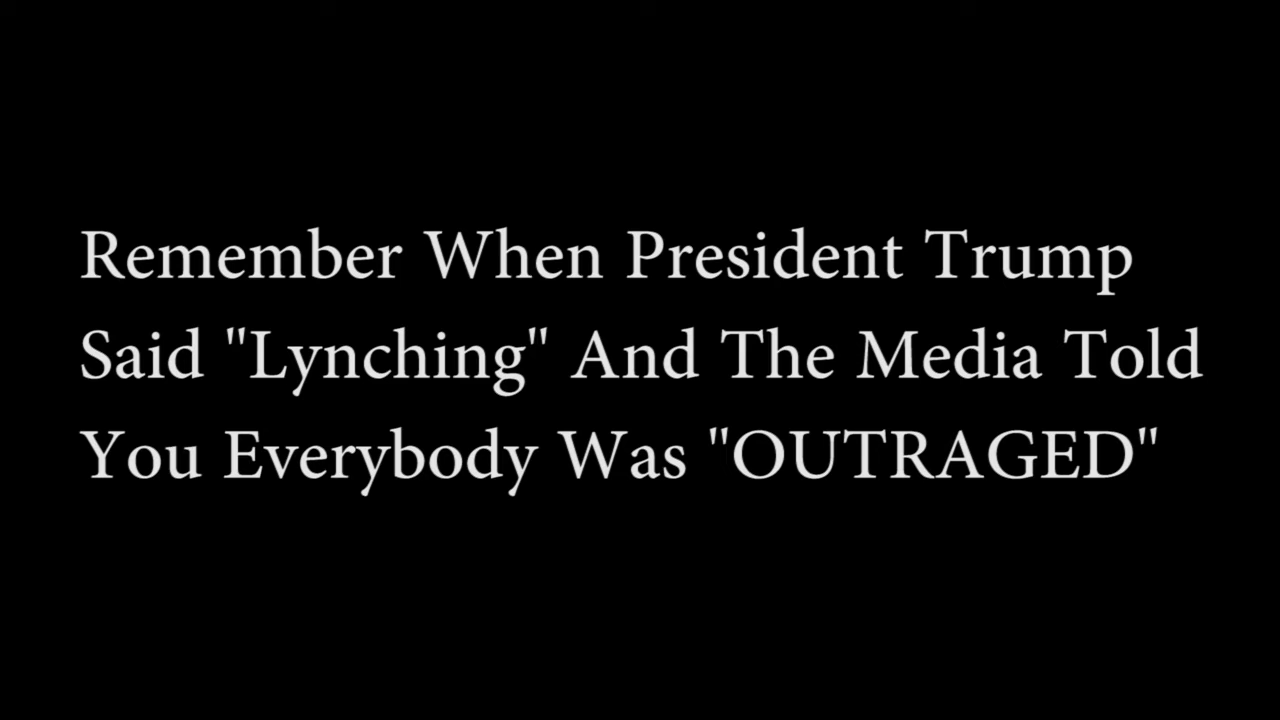 Remember When President Trump
Said "Lynching" And The Media Told
You Everybody Was "OUTRAGED"